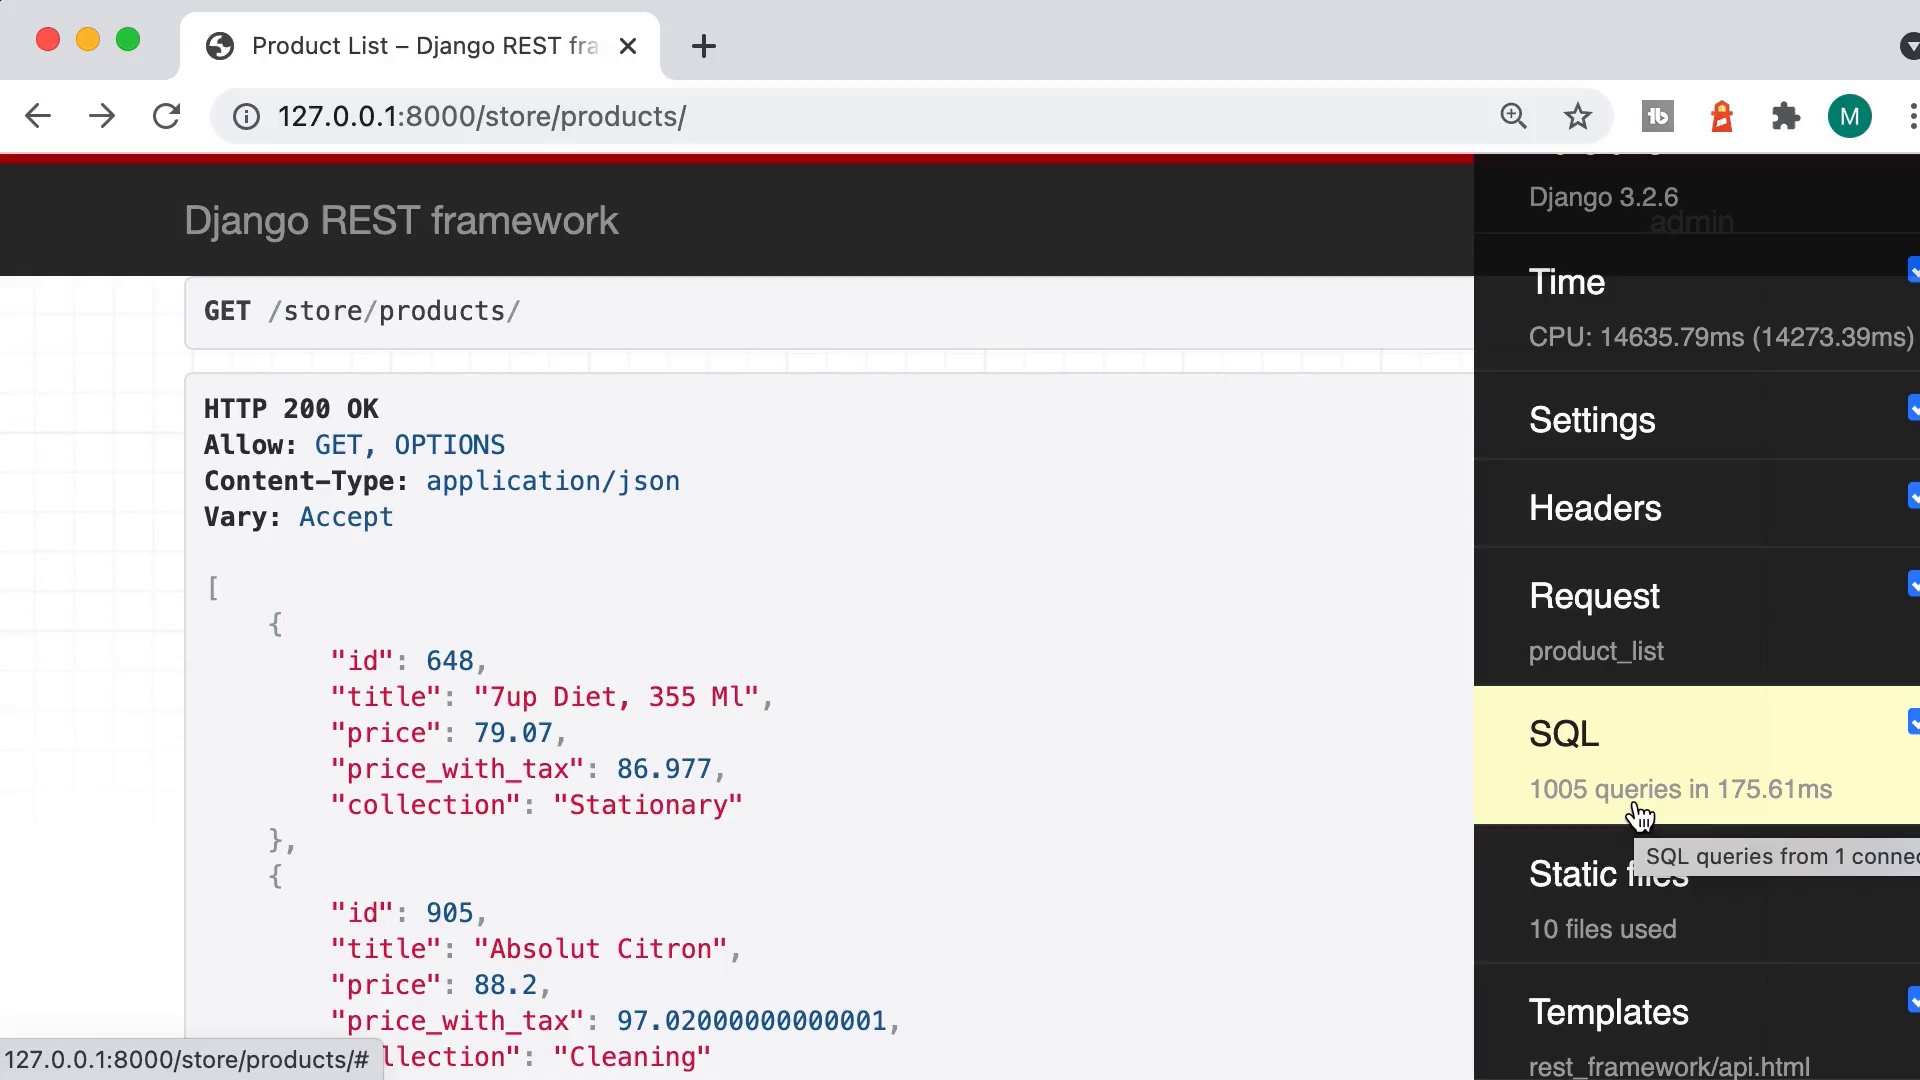 Product List – Django REST fra
127.0.0.1:8000/store/products/
M
Django REST framework
GET /store/products/
HTTP 200 OK
Allow: GET, OPTIONS
Content-Type: application/json
Vary: Accept
[
{
"id": 648,
"title": "7up Diet, 355 Ml",
"price": 79.07,
"price_with_tax": 86.977,
"collection": "Stationary"
},
{
"id": 905,
"title": "Absolut Citron",
"price": 88.2,
"price_with_tax": 97.02000000000001,
llection": "Cleaning"
127.0.0.1:8000/store/products/#
Django 3.2.6
admin
Time
CPU: 14635.79ms (14273.39ms)
Settings
Headers
Request
product_list
SQL
1005 queries in 175.61ms
SQL queries from 1 connec
Static files
10 files used
Templates
rest_framework/api.html